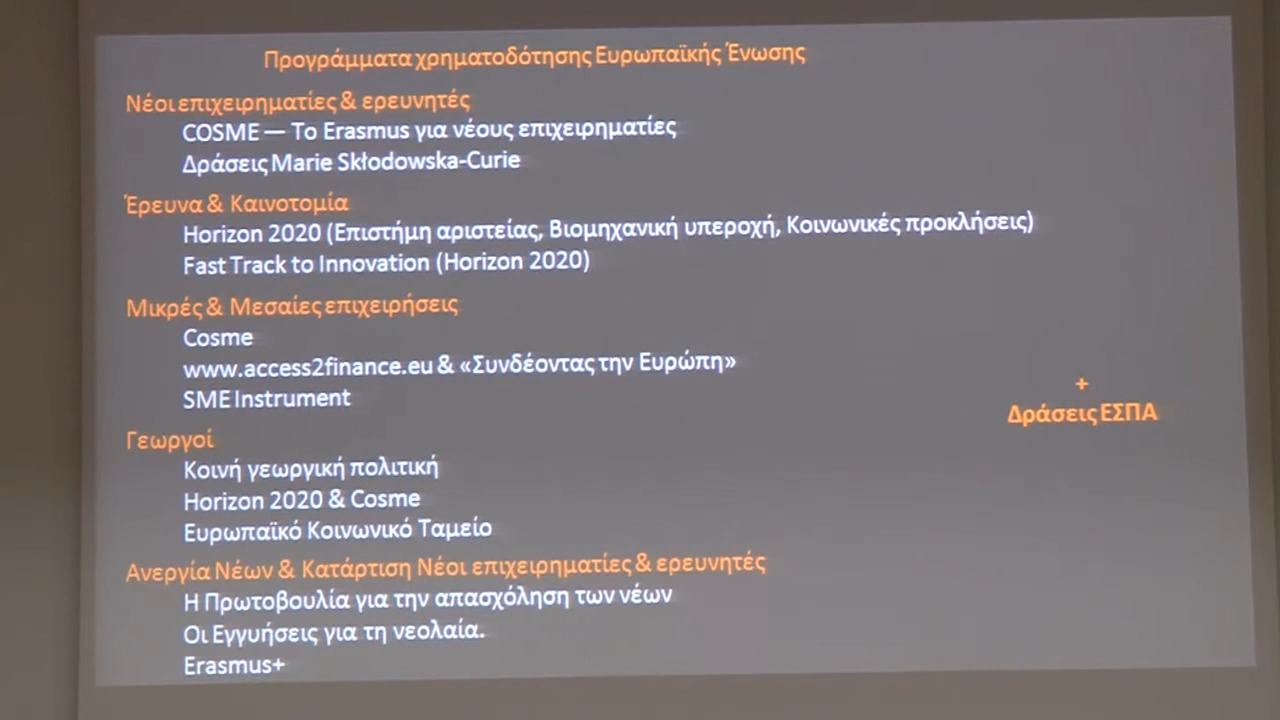 Προγράμματα χρηματοδότησης Ευρωπαϊκής Ένωσης
Νέοι επιχειρηματίες & ερευνητές
COSME — Το Erasmus για νέους επιχειρηματίες
Δράσεις Marie Skłodowska-Curie
Έρευνα & Καινοτομία
Horizon 2020 (Επιστήμη αριστείας, Βιομηχανική υπεροχή, Κοινωνικές προκλήσεις)
Fast Track to Innovation (Horizon 2020)
Μικρές & Μεσαίες επιχειρήσεις
Cosme
www.access2finance.eu & «Συνδέοντας την Ευρώπη»
SME Instrument
+
Δράσεις ΕΣΠΑ
Γεωργοί
Κοινή γεωργική πολιτική
Horizon 2020 & Cosme
Ευρωπαϊκό Κοινωνικό Ταμείο
Ανεργία Νέων & Κατάρτιση Νέοι επιχειρηματίες & ερευνητές
Η Πρωτοβουλία για την απασχόληση των νέων
Οι Εγγυήσεις για τη νεολαία.
Erasmus+